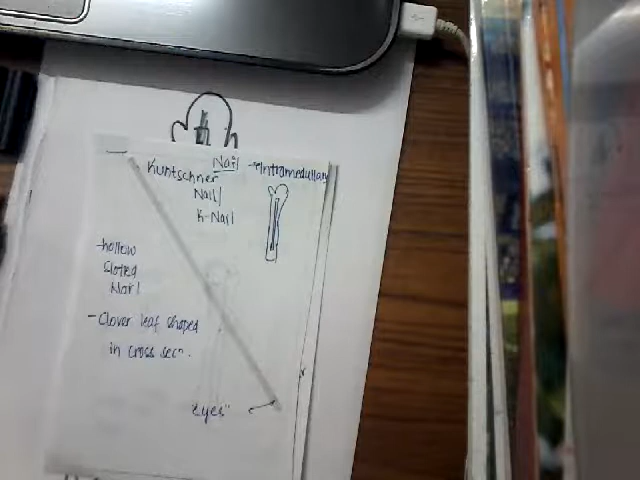 Nail - Intramedullary
Kuntschner
Nail/
K-Nail
-hollow
slotted
Nail
- Clover leaf shaped
in cross secn.
"eyes"